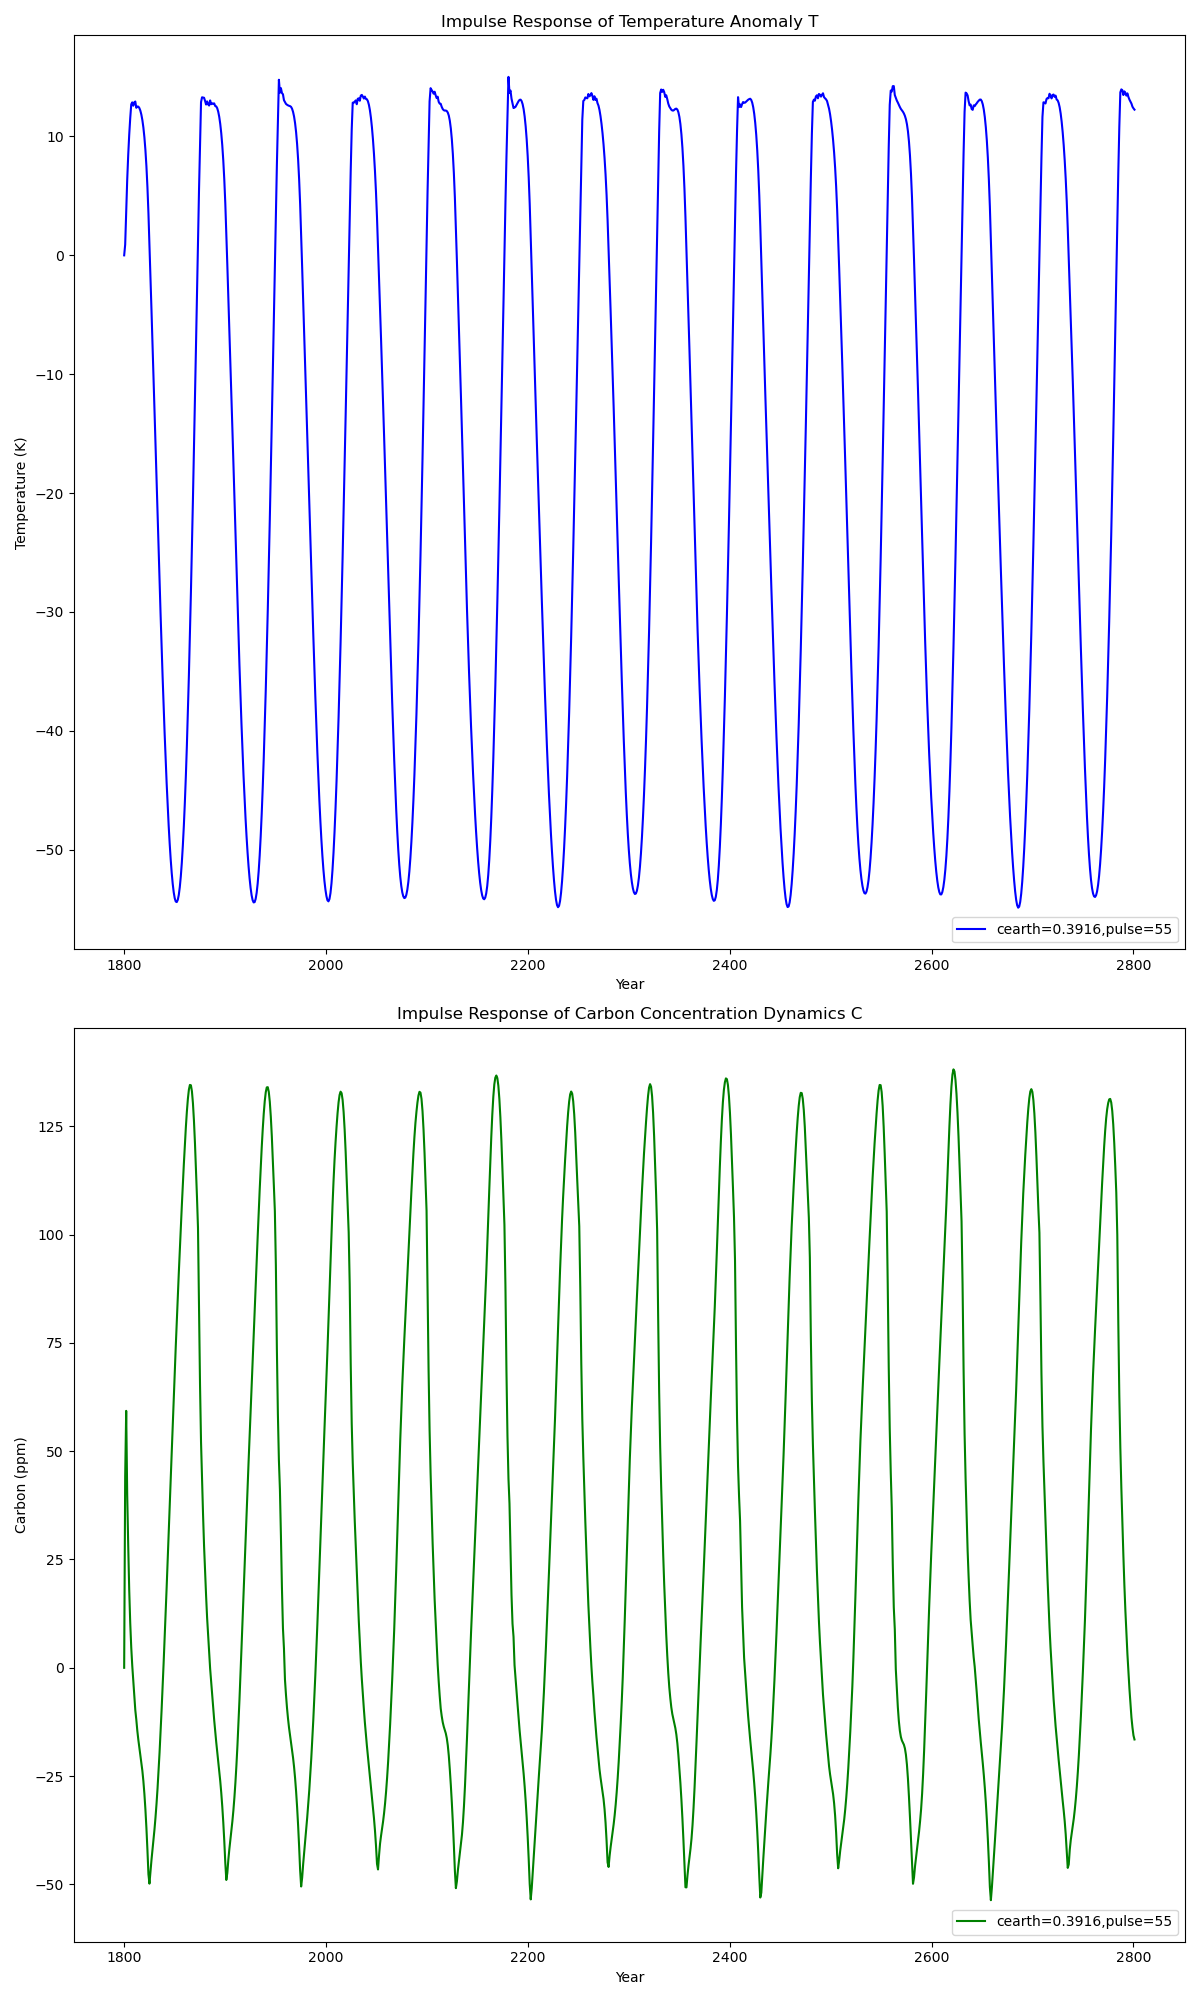 Impulse Response of Temperature Anomaly T
10
0
−10
−20
−30
−40
−50
Temperature (K)
cearth=0.3916,pulse=55
1800 2000 2200 2400 2600 2800
Year
Impulse Response of Carbon Concentration Dynamics C
125
100
75
50
25
0
−25
−50
Carbon (ppm)
cearth=0.3916,pulse=55
1800 2000 2200 2400 2600 2800
Year